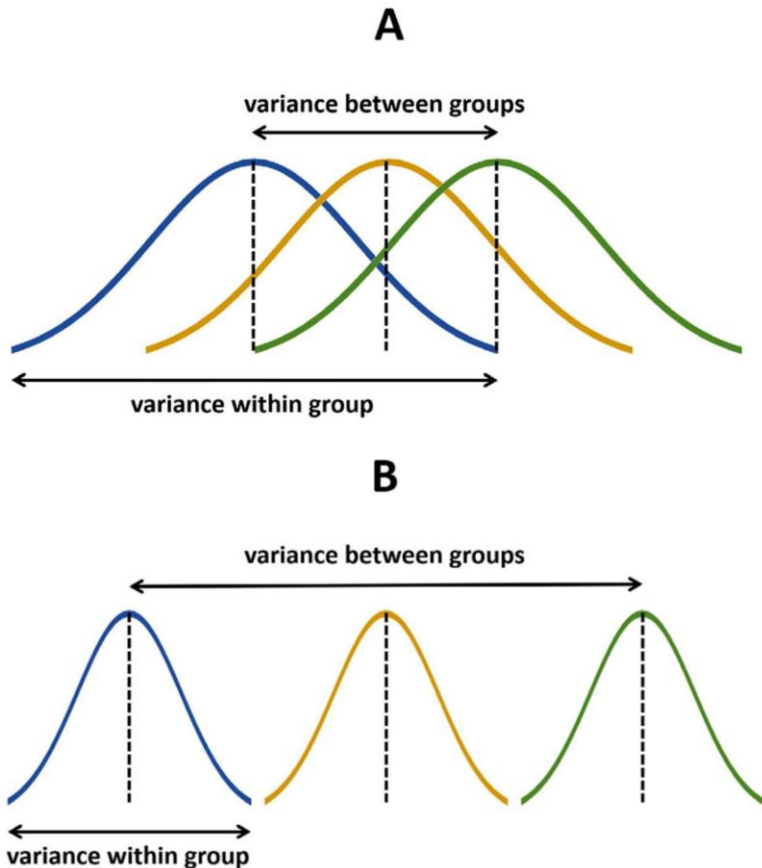 A
variance between groups
variance within group
B
variance between groups
variance within group